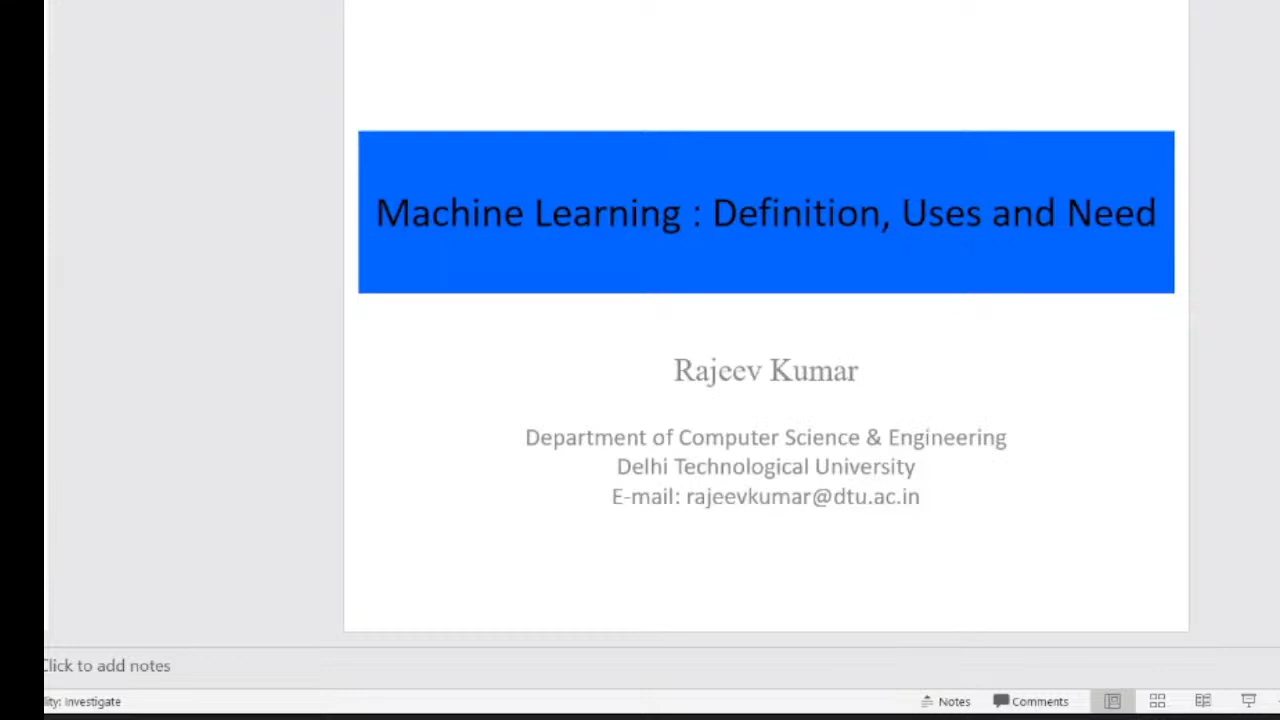 Machine Learning : Definition, Uses and Need
Rajeev Kumar
Department of Computer Science & Engineering
Delhi Technological University
E-mail: rajeevkumar@dtu.ac.in
Click to add notes
lity: Investigate
Notes
Comments